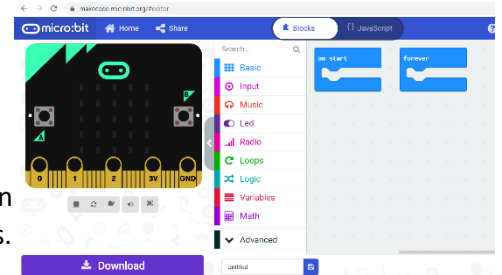 makecode.microbit.org/#editor
micro:bit Home Share Blocks {} JavaScript ?
Search...
on start forever
Basic
Input
Music
Led
Radio
Loops
Logic
Variables
Math
Advanced
B
A
0 1 2 3V GND
n
s.
Download
Untitled